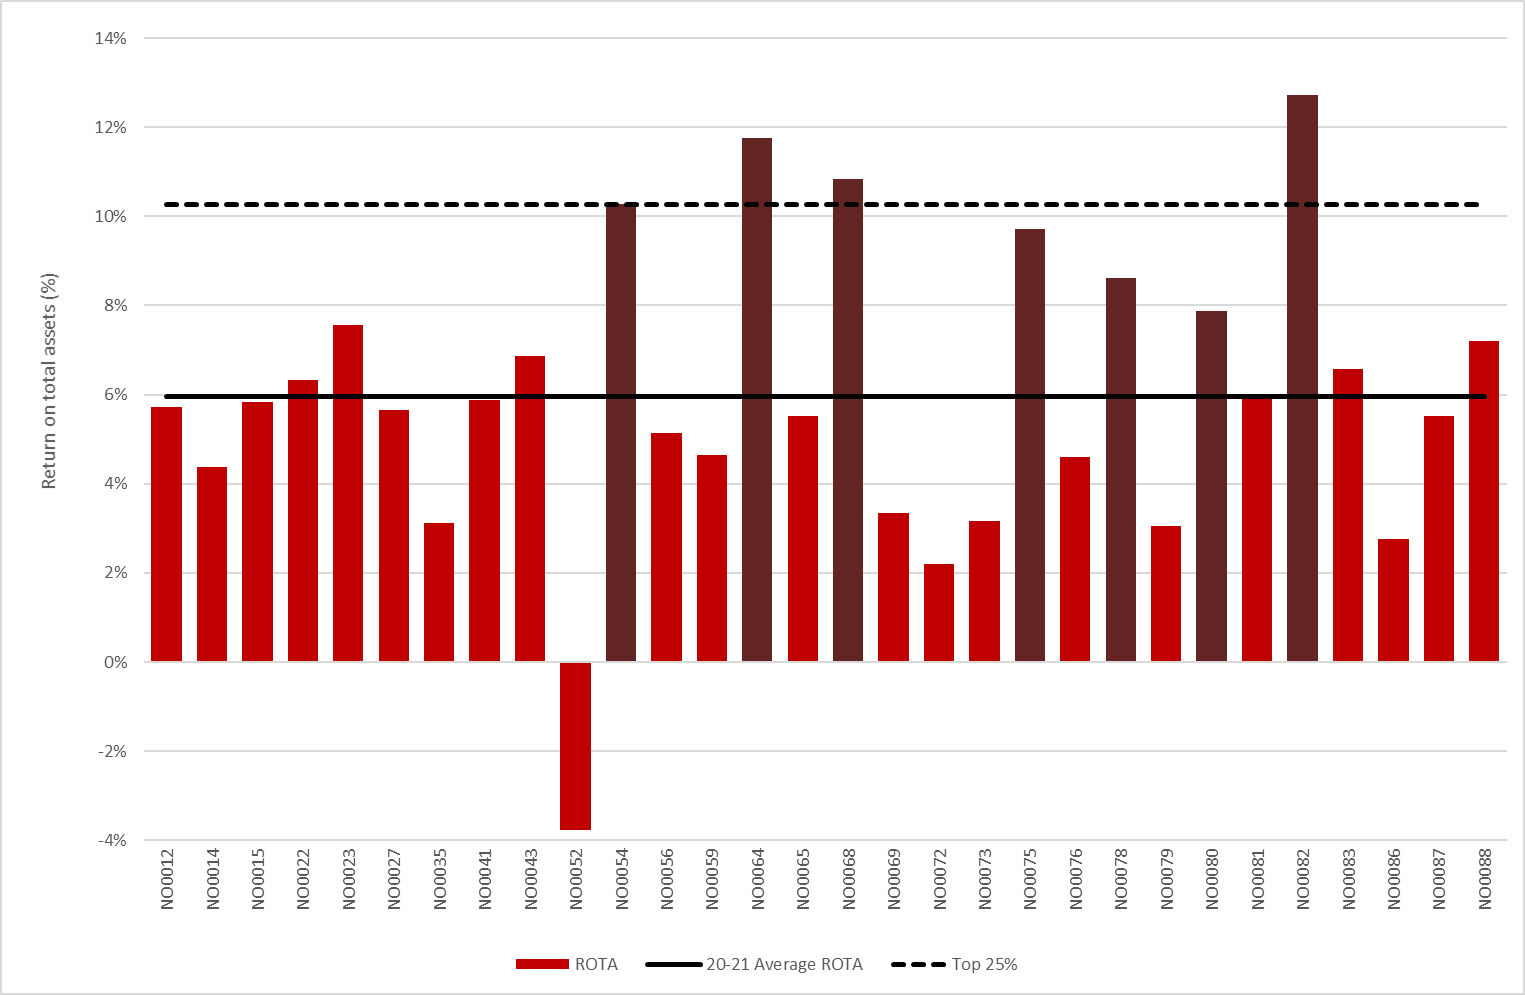 14%
12%
10%
8%
6%
4%
2%
0%
-2%
-4%
Return on total assets (%)
NO0012
NO0014
NO0015
NO0022
NO0023
NO0027
NO0035
NO0041
NO0043
NO0052
NO0054
NO0056
NO0059
NO0064
NO0065
NO0068
NO0069
NO0072
NO0073
NO0075
NO0076
NO0078
NO0079
NO0080
NO0081
NO0082
NO0083
NO0086
NO0087
NO0088
ROTA
20-21 Average ROTA
Top 25%